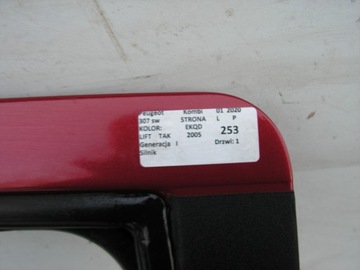 Peugeot Kombi 01 2020
307 sw STRONA L P
KOLOR: EKQD 253
LIFT TAK 2005
Generacja I Drzwi: 1
Silnik